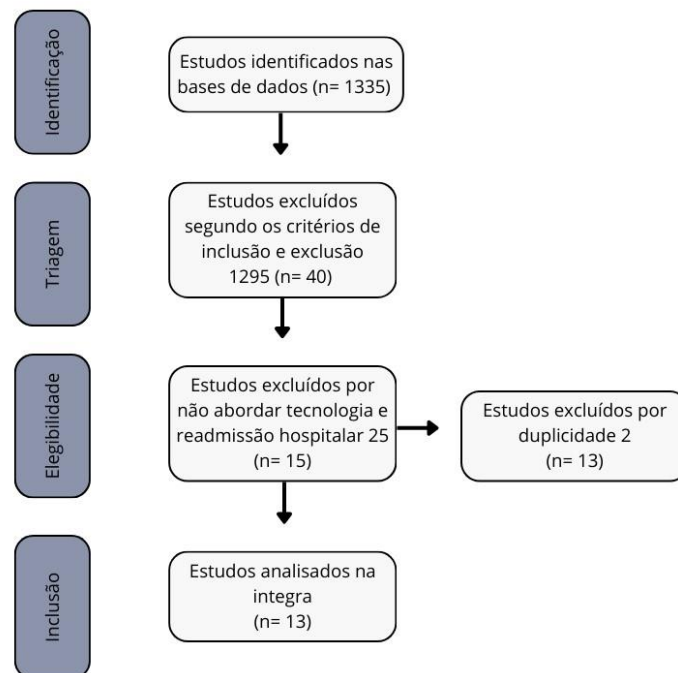 Identificação
Estudos identificados nas
bases de dados (n= 1335)
Triagem
Estudos excluídos
segundo os critérios de
inclusão e exclusão
1295 (n= 40)
Elegibilidade
Estudos excluídos por
não abordar tecnologia e
readmissão hospitalar 25
(n= 15)
Estudos excluídos por
duplicidade 2
(n= 13)
Inclusão
Estudos analisados na
integra
(n= 13)